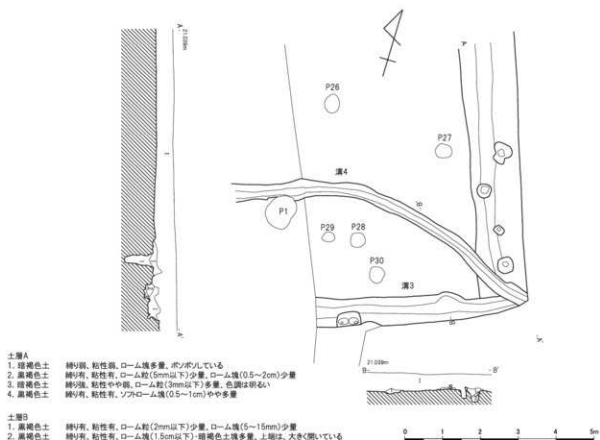 A
21.039m
A
P26
P27
溝4
P1
B
P29
P28
P30
溝3
B
A'
A'
土層A
1. 暗褐色土 締り弱、粘性弱、ローム塊多量、ボソボソしている
2. 黒褐色土 締り有、粘性有、ローム粒(5mm以下)少量、ローム塊(0.5~2cm)少量
3. 暗褐色土 締り強、粘性やや弱、ローム粒(3mm以下)多量、色調は明るい
4. 黒褐色土 締り有、粘性有、ソフトローム塊(0.5~1cm)やや多量
土層B
1. 黒褐色土 締り有、粘性有、ローム粒(2mm以下)少量、ローム塊(5~15mm)少量
2. 黒褐色土 締り有、粘性有、ローム塊(1.5cm以下)・暗褐色土塊多量、上端は、大きく開いている
21.039m
B
B'
0 1 2 3 4 5m